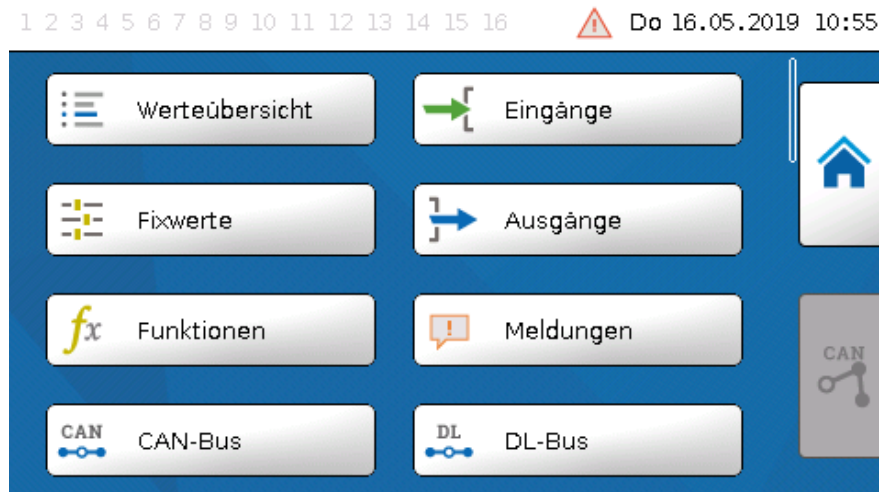 1 2 3 4 5 6 7 8 9 10 11 12 13 14 15 16 Do 16.05.2019 10:55
Werteübersicht Eingänge
Fixwerte Ausgänge
fx Funktionen ! Meldungen
CAN
CAN CAN-Bus DL DL-Bus